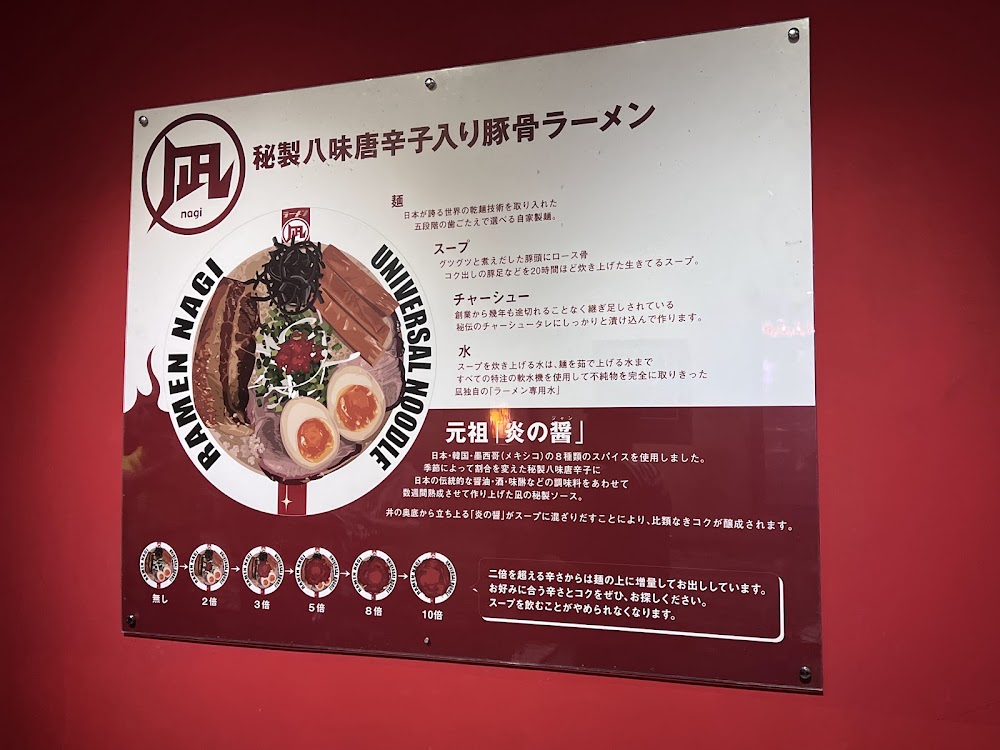 凪
nagi
秘製八味唐辛子入り豚骨ラーメン
麺
日本が誇る世界の乾麺技術を取り入れた
五段階の歯ごたえで選べる自家製麺。
スープ
グツグツと煮えだした豚頭にロース骨
コク出しの豚足などを20時間ほど炊き上げた生きてるスープ。
チャーシュー
創業から幾年も途切れることなく継ぎ足しされている
秘伝のチャーシュータレにしっかりと漬け込んで作ります。
水
スープを炊き上げる水は、麺を茹で上げる水まで
すべての特注の軟水機を使用して不純物を完全に取りきった
凪独自の「ラーメン専用水」
ラーメン
凪
RAMEN NAGI
UNIVERSAL NOODLE
ジャン
元祖「炎の醤」
日本・韓国・墨西哥(メキシコ)の8種類のスパイスを使用しました。
季節によって割合を変えた秘製八味唐辛子に
日本の伝統的な醤油・酒・味醂などの調味料をあわせて
数週間熟成させて作り上げた凪の秘製ソース。
丼の奥底から立ち上る「炎の醤」がスープに混ざりだすことにより、比類なきコクが醸成されます。
無し → 2倍 → 3倍 → 5倍 → 8倍 → 10倍
二倍を超える辛さからは麺の上に増量してお出ししています。
お好みに合う辛さとコクをぜひ、お探しください。
スープを飲むことがやめられなくなります。